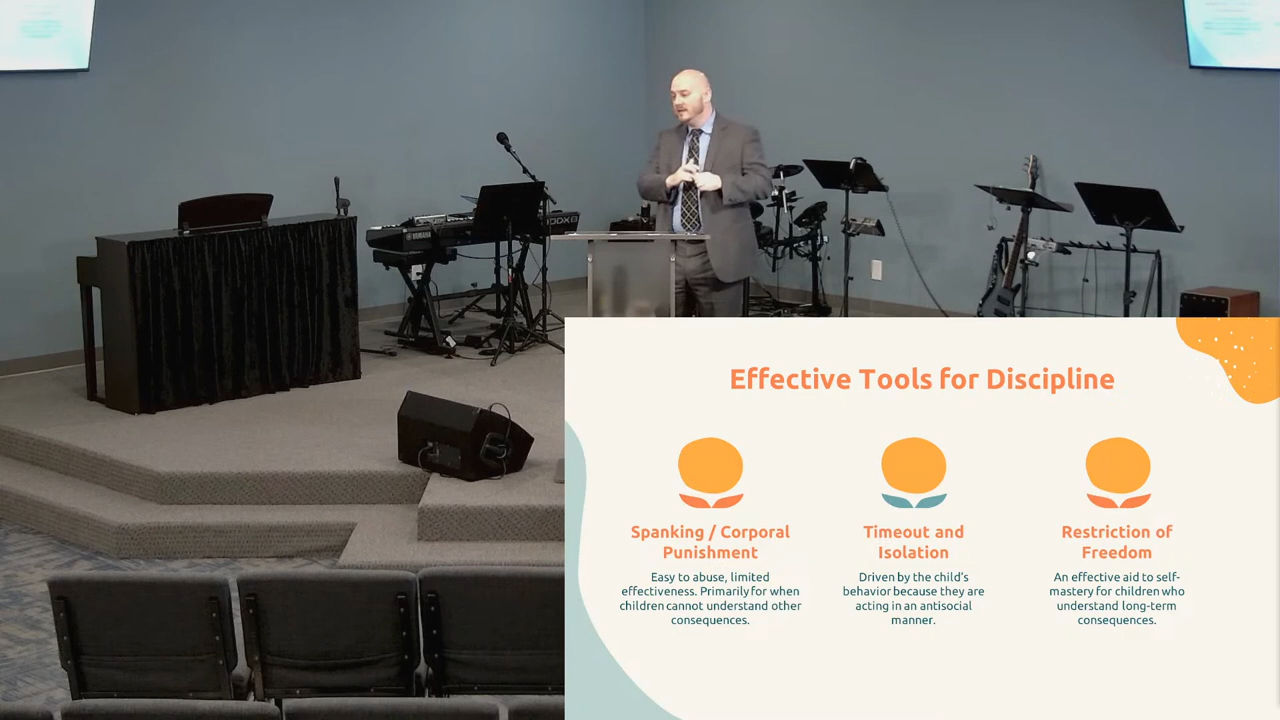 YAMAHA
Effective Tools for Discipline
Spanking / Corporal
Punishment
Easy to abuse, limited
effectiveness. Primarily for when
children cannot understand other
consequences.
Timeout and
Isolation
Driven by the child's
behavior because they are
acting in an antisocial
manner.
Restriction of
Freedom
An effective aid to self-
mastery for children who
understand long-term
consequences.